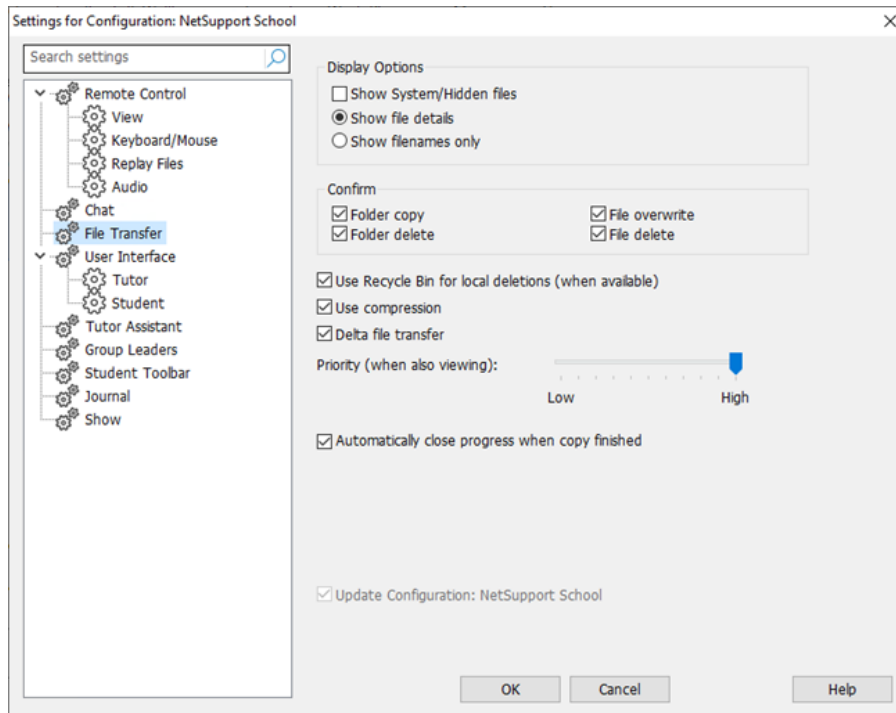 Settings for Configuration: NetSupport School
Search settings
Remote Control
View
Keyboard/Mouse
Replay Files
Audio
Chat
File Transfer
User Interface
Tutor
Student
Tutor Assistant
Group Leaders
Student Toolbar
Journal
Show
Display Options
Show System/Hidden files
Show file details
Show filenames only
Confirm
Folder copy File overwrite
Folder delete File delete
Use Recycle Bin for local deletions (when available)
Use compression
Delta file transfer
Priority (when also viewing):
Low High
Automatically close progress when copy finished
Update Configuration: NetSupport School
OK Cancel Help